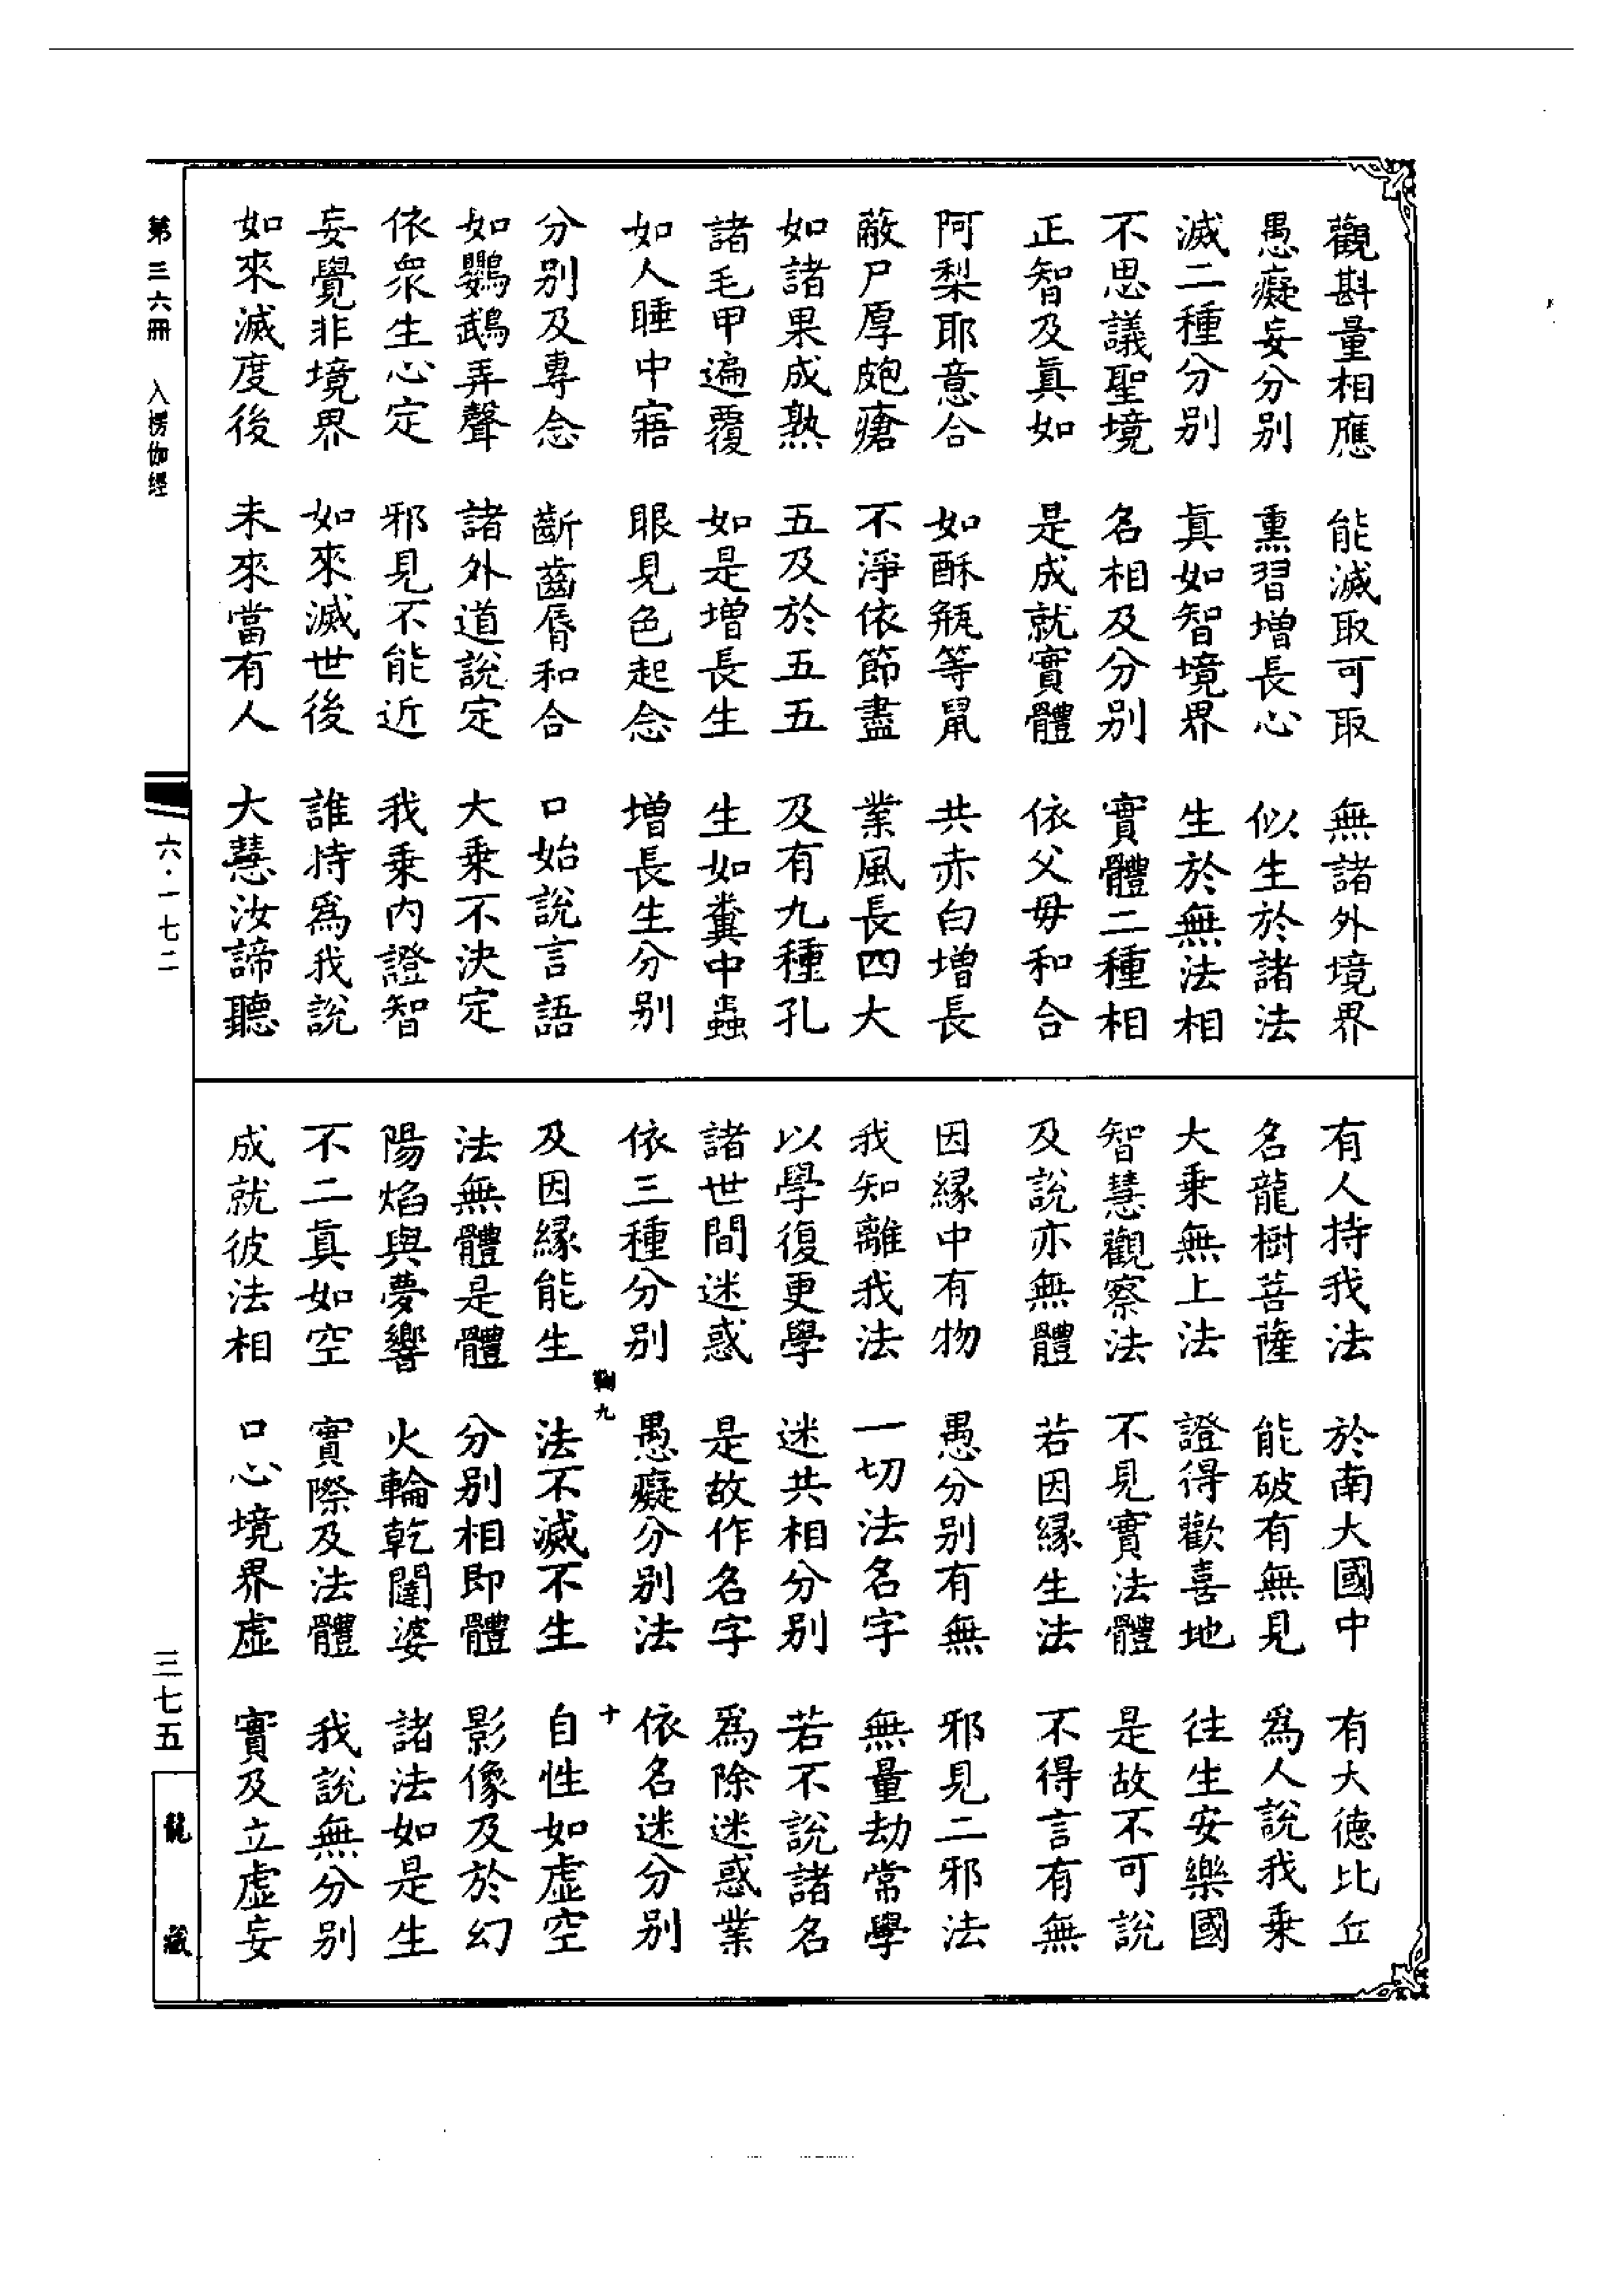 觀斟量相應 能滅取可取 無諸外境界
愚癡妄分別 熏習增長心 似生於諸法
滅二種分別 真如智境界 生於無法相
不思議聖境 名相及分別 實體二種相
正智及真如 是成就實體 依父母和合
阿梨耶意合 如酥瓶等鼠 共赤白增長
蔽尸厚皰瘡 不淨依節盡 業風長四大
如諸果成熟 五及於五五 及有九種孔
諸毛甲遍覆 如是增長生 生如糞中蟲
如人睡中寤 眼見色起念 增長生分別
分別及專念 齗齒脣和合 口始說言語
如鸚鵡弄聲 諸外道說定 大乘不決定
依眾生心定 邪見不能近 我乘內證智
妄覺非境界 如來滅世後 誰持為我說
如來滅度後 未來當有人 大慧汝諦聽
有人持我法 於南大國中 有大德比丘
名龍樹菩薩 能破有無見 為人說我乘
大乘無上法 證得歡喜地 往生安樂國
智慧觀察法 不見實法體 是故不可說
及說亦無體 若因緣生法 不得言有無
因緣中有物 愚分別有無 邪見二邪法
我知離我法 一切法名字 無量劫常學
以學復更學 迷共相分別 若不說諸名
諸世間迷惑 是故作名字 為除迷惑業
依三種分別 愚癡分別法 依名迷分別
鞠九 十
及因緣能生 法不滅不生 自性如虛空
法無體是體 分別相即體 影像及於幻
陽焰與夢響 火輪乾闥婆 諸法如是生
不二真如空 實際及法體 我說無分別
成就彼法相 口心境界虛 實及立虛妄
第三六冊 入楞伽經
六·一七二
三七五
龍藏